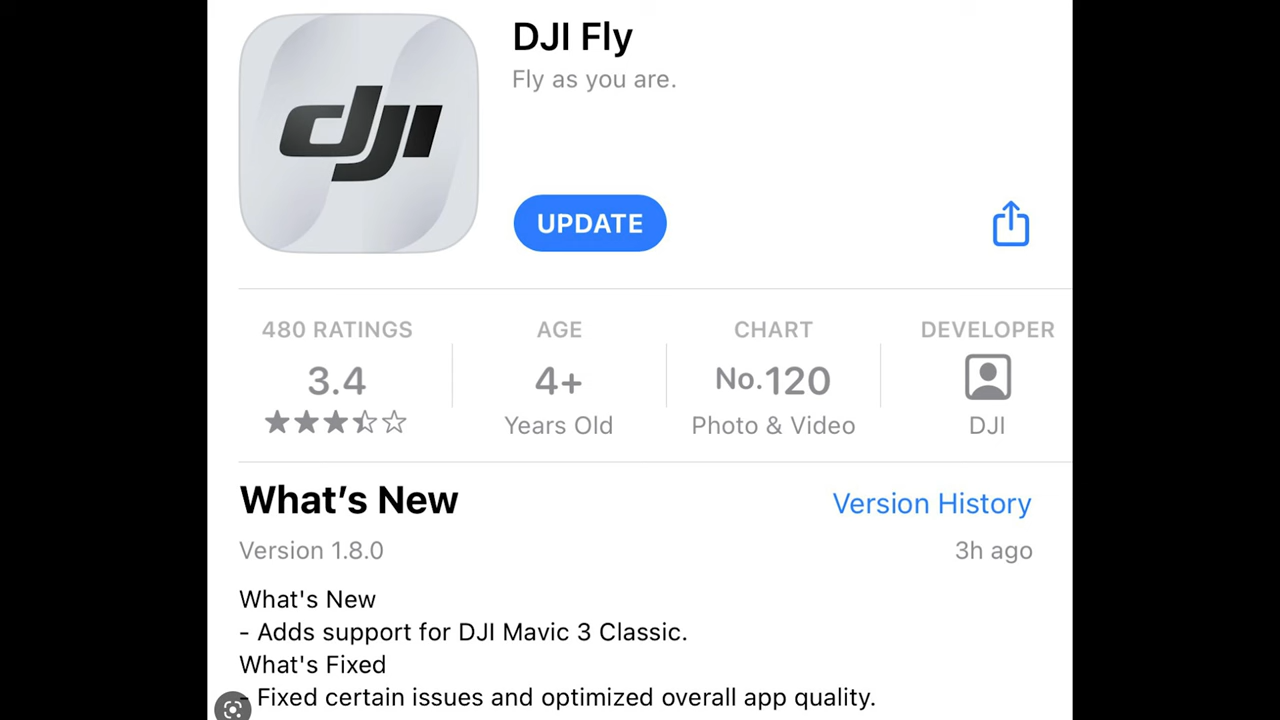 dji
DJI Fly
Fly as you are.
UPDATE
480 RATINGS
AGE
CHART
DEVELOPER
3.4
4+
No.120
Years Old
Photo & Video
DJI
What's New
Version History
Version 1.8.0
3h ago
What's New
- Adds support for DJI Mavic 3 Classic.
What's Fixed
- Fixed certain issues and optimized overall app quality.